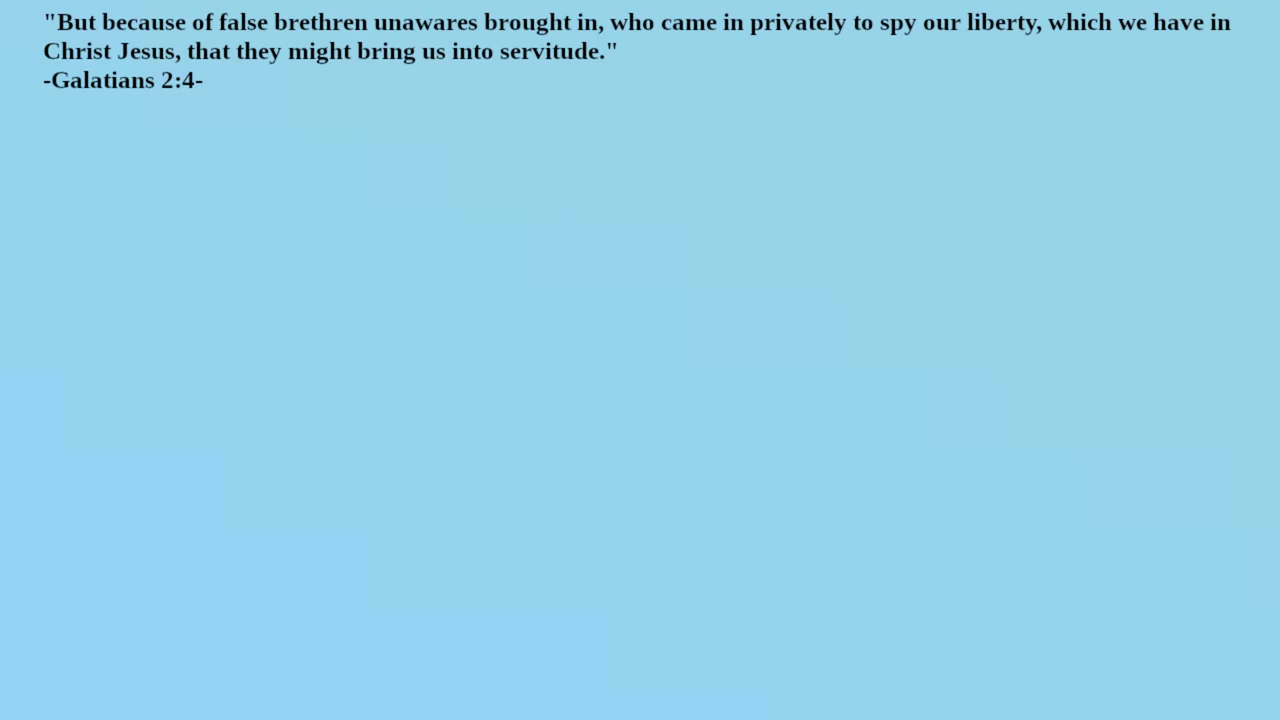 "But because of false brethren unawares brought in, who came in privately to spy our liberty, which we have in
Christ Jesus, that they might bring us into servitude."
-Galatians 2:4-